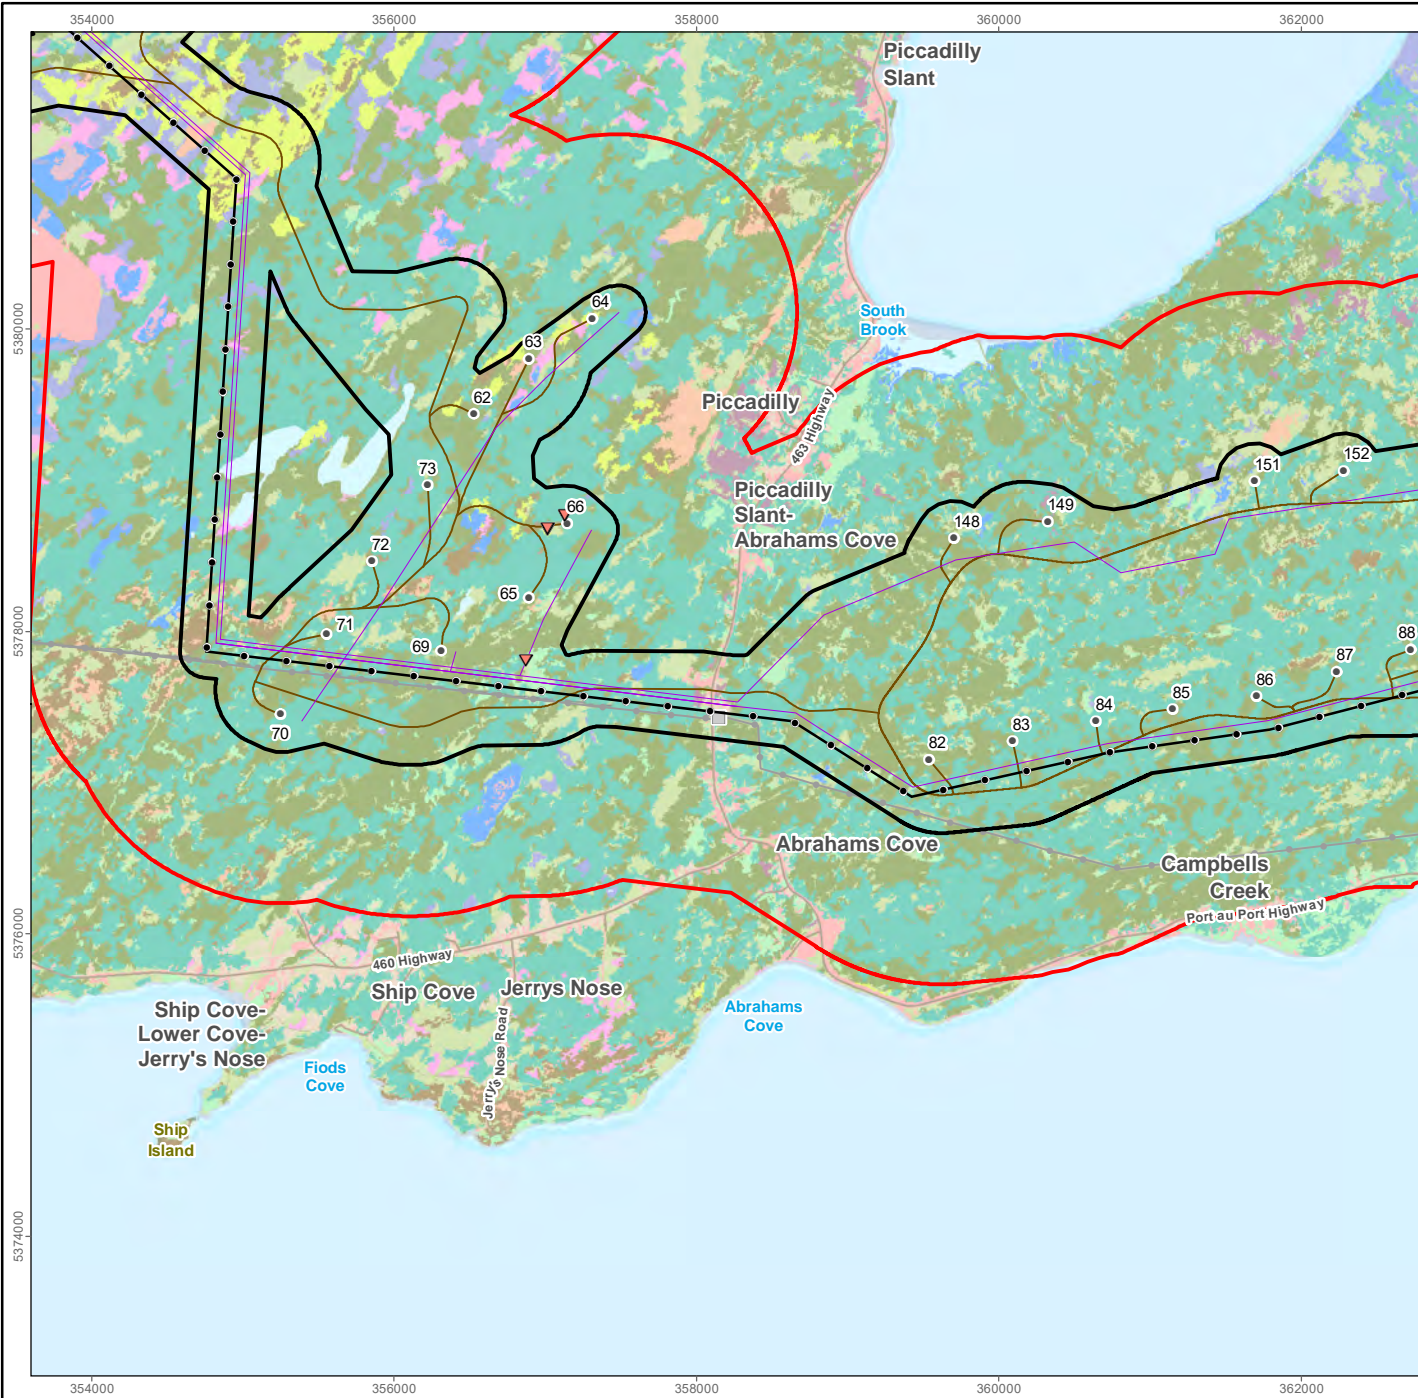 354000
356000
358000
360000
362000
Piccadilly
Slant
5380000
5378000
5376000
5374000
64
South
Brook
63
62
Piccadilly
463 Highway
73
66
Piccadilly
Slant-
Abrahams Cove
148
149
151
152
72
65
71
69
70
82
83
84
85
86
87
88
Abrahams Cove
Campbells
Creek
Port au Port Highway
460 Highway
Ship Cove
Jerrys Nose
Ship Cove-
Lower Cove-
Jerry's Nose
Abrahams
Cove
Fiods
Cove
Jerry's Nose Road
Ship
Island
354000
356000
358000
360000
362000